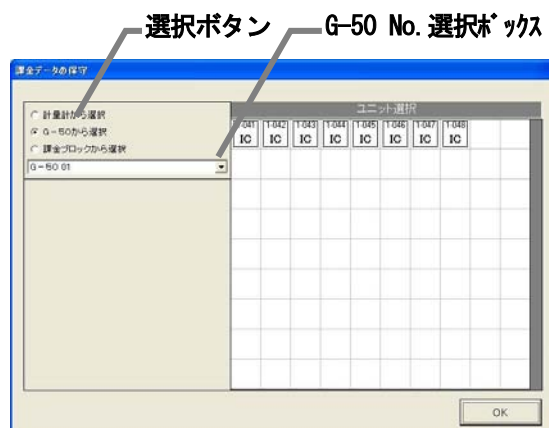 選択ボタン
G-50 No.選択ﾎﾞｯｸｽ
課金データの保守
計量計から選択
G-50から選択
課金ブロックから選択
G-50 01
ユニット選択
1-041 1-042 1-043 1-044 1-045 1-046 1-047 1-048
IC IC IC IC IC IC IC IC
OK